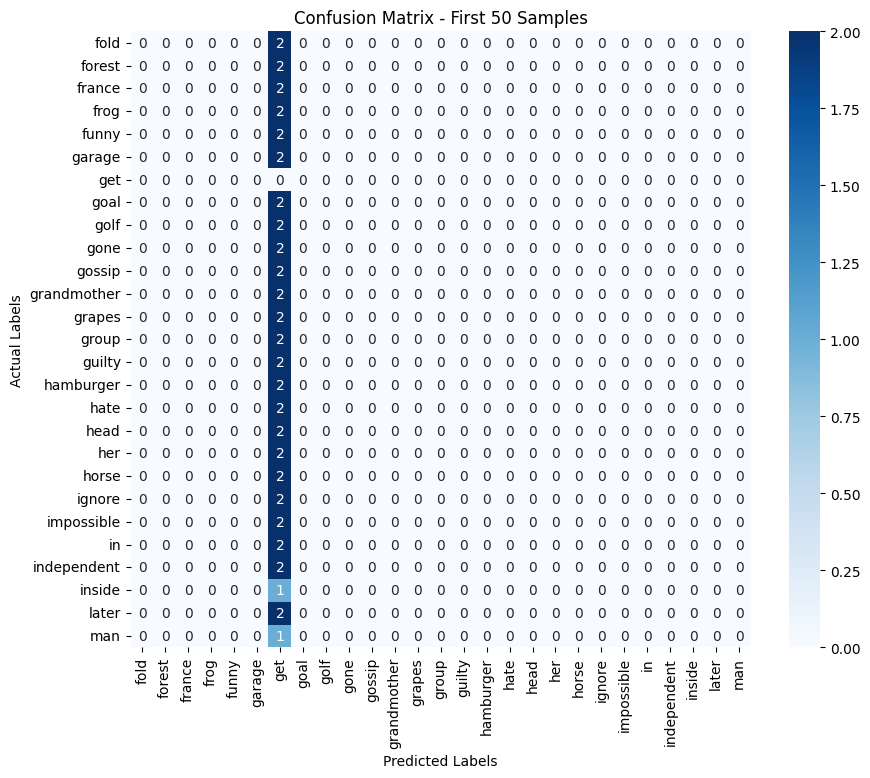 Confusion Matrix - First 50 Samples
Actual Labels
fold 0 0 0 0 0 0 2 0 0 0 0 0 0 0 0 0 0 0 0 0 0 0 0 0 0 0 0
forest 0 0 0 0 0 0 2 0 0 0 0 0 0 0 0 0 0 0 0 0 0 0 0 0 0 0 0
france 0 0 0 0 0 0 2 0 0 0 0 0 0 0 0 0 0 0 0 0 0 0 0 0 0 0 0
frog 0 0 0 0 0 0 2 0 0 0 0 0 0 0 0 0 0 0 0 0 0 0 0 0 0 0 0
funny 0 0 0 0 0 0 2 0 0 0 0 0 0 0 0 0 0 0 0 0 0 0 0 0 0 0 0
garage 0 0 0 0 0 0 2 0 0 0 0 0 0 0 0 0 0 0 0 0 0 0 0 0 0 0 0
get 0 0 0 0 0 0 0 0 0 0 0 0 0 0 0 0 0 0 0 0 0 0 0 0 0 0 0
goal 0 0 0 0 0 0 2 0 0 0 0 0 0 0 0 0 0 0 0 0 0 0 0 0 0 0 0
golf 0 0 0 0 0 0 2 0 0 0 0 0 0 0 0 0 0 0 0 0 0 0 0 0 0 0 0
gone 0 0 0 0 0 0 2 0 0 0 0 0 0 0 0 0 0 0 0 0 0 0 0 0 0 0 0
gossip 0 0 0 0 0 0 2 0 0 0 0 0 0 0 0 0 0 0 0 0 0 0 0 0 0 0 0
grandmother 0 0 0 0 0 0 2 0 0 0 0 0 0 0 0 0 0 0 0 0 0 0 0 0 0 0 0
grapes 0 0 0 0 0 0 2 0 0 0 0 0 0 0 0 0 0 0 0 0 0 0 0 0 0 0 0
group 0 0 0 0 0 0 2 0 0 0 0 0 0 0 0 0 0 0 0 0 0 0 0 0 0 0 0
guilty 0 0 0 0 0 0 2 0 0 0 0 0 0 0 0 0 0 0 0 0 0 0 0 0 0 0 0
hamburger 0 0 0 0 0 0 2 0 0 0 0 0 0 0 0 0 0 0 0 0 0 0 0 0 0 0 0
hate 0 0 0 0 0 0 2 0 0 0 0 0 0 0 0 0 0 0 0 0 0 0 0 0 0 0 0
head 0 0 0 0 0 0 2 0 0 0 0 0 0 0 0 0 0 0 0 0 0 0 0 0 0 0 0
her 0 0 0 0 0 0 2 0 0 0 0 0 0 0 0 0 0 0 0 0 0 0 0 0 0 0 0
horse 0 0 0 0 0 0 2 0 0 0 0 0 0 0 0 0 0 0 0 0 0 0 0 0 0 0 0
ignore 0 0 0 0 0 0 2 0 0 0 0 0 0 0 0 0 0 0 0 0 0 0 0 0 0 0 0
impossible 0 0 0 0 0 0 2 0 0 0 0 0 0 0 0 0 0 0 0 0 0 0 0 0 0 0 0
in 0 0 0 0 0 0 2 0 0 0 0 0 0 0 0 0 0 0 0 0 0 0 0 0 0 0 0
independent 0 0 0 0 0 0 2 0 0 0 0 0 0 0 0 0 0 0 0 0 0 0 0 0 0 0 0
inside 0 0 0 0 0 0 1 0 0 0 0 0 0 0 0 0 0 0 0 0 0 0 0 0 0 0 0
later 0 0 0 0 0 0 2 0 0 0 0 0 0 0 0 0 0 0 0 0 0 0 0 0 0 0 0
man 0 0 0 0 0 0 1 0 0 0 0 0 0 0 0 0 0 0 0 0 0 0 0 0 0 0 0
fold forest france frog funny garage get goal golf gone gossip grandmother grapes group guilty hamburger hate head her horse ignore impossible in independent inside later man
Predicted Labels
2.00
1.75
1.50
1.25
1.00
0.75
0.50
0.25
0.00